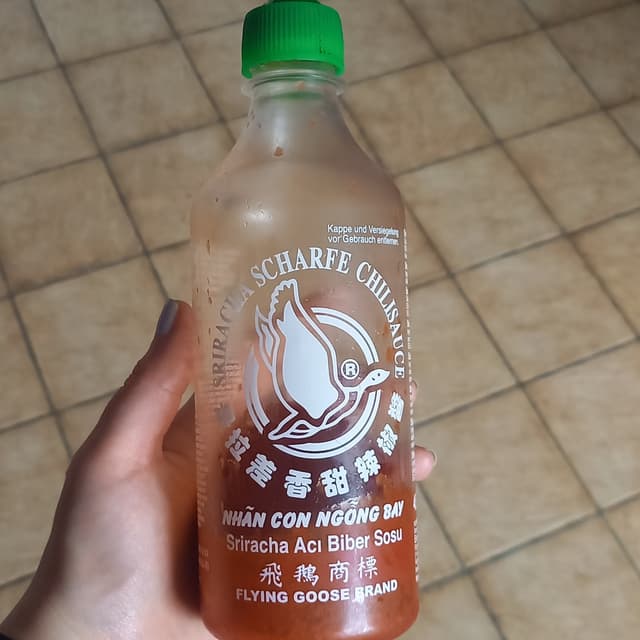 Kappe und Versiegelung
vor Gebrauch entfernen.
SRIRACHA SCHARFE CHILISAUCE
®
拉差香甜辣椒醬
NHÃN CON NGỖNG BAY
Sriracha Acı Biber Sosu
飛鵝商標
FLYING GOOSE BRAND